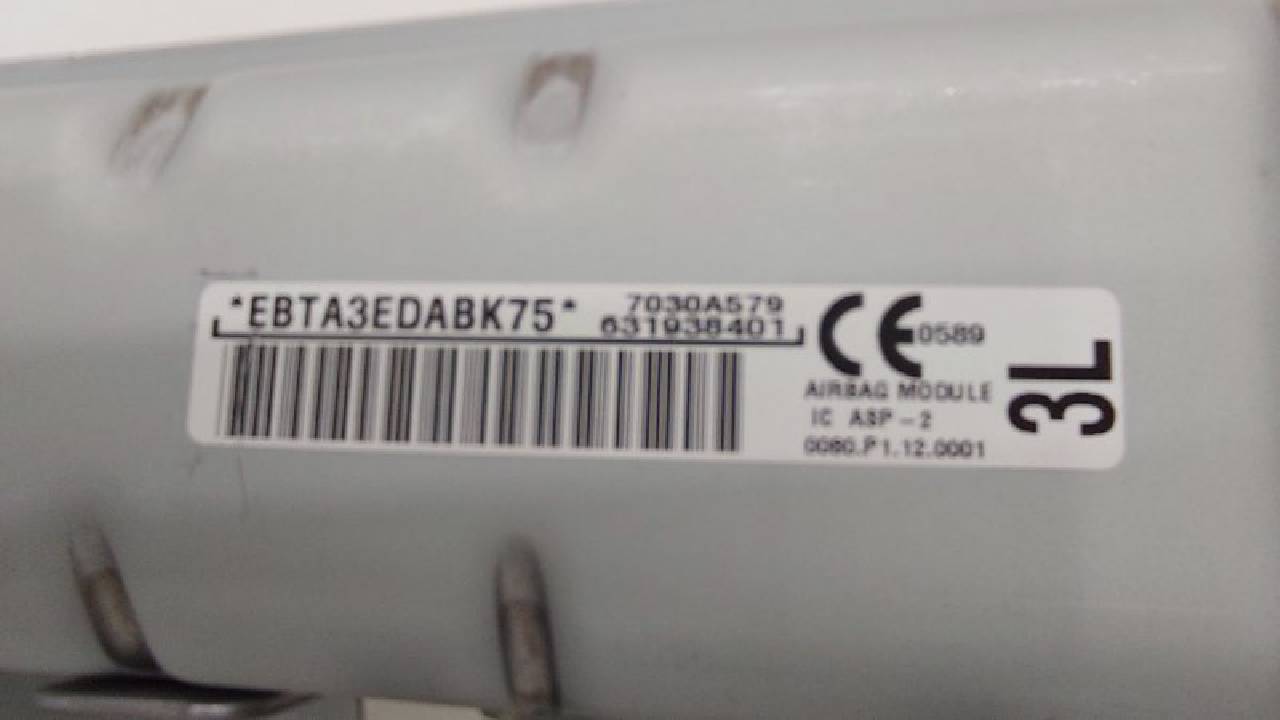 *EBTA3EDABK75*
7030A579
631938401
CE 0589
AIRBAG MODULE
IC ASP-2
0080.P1.12.0001
3L